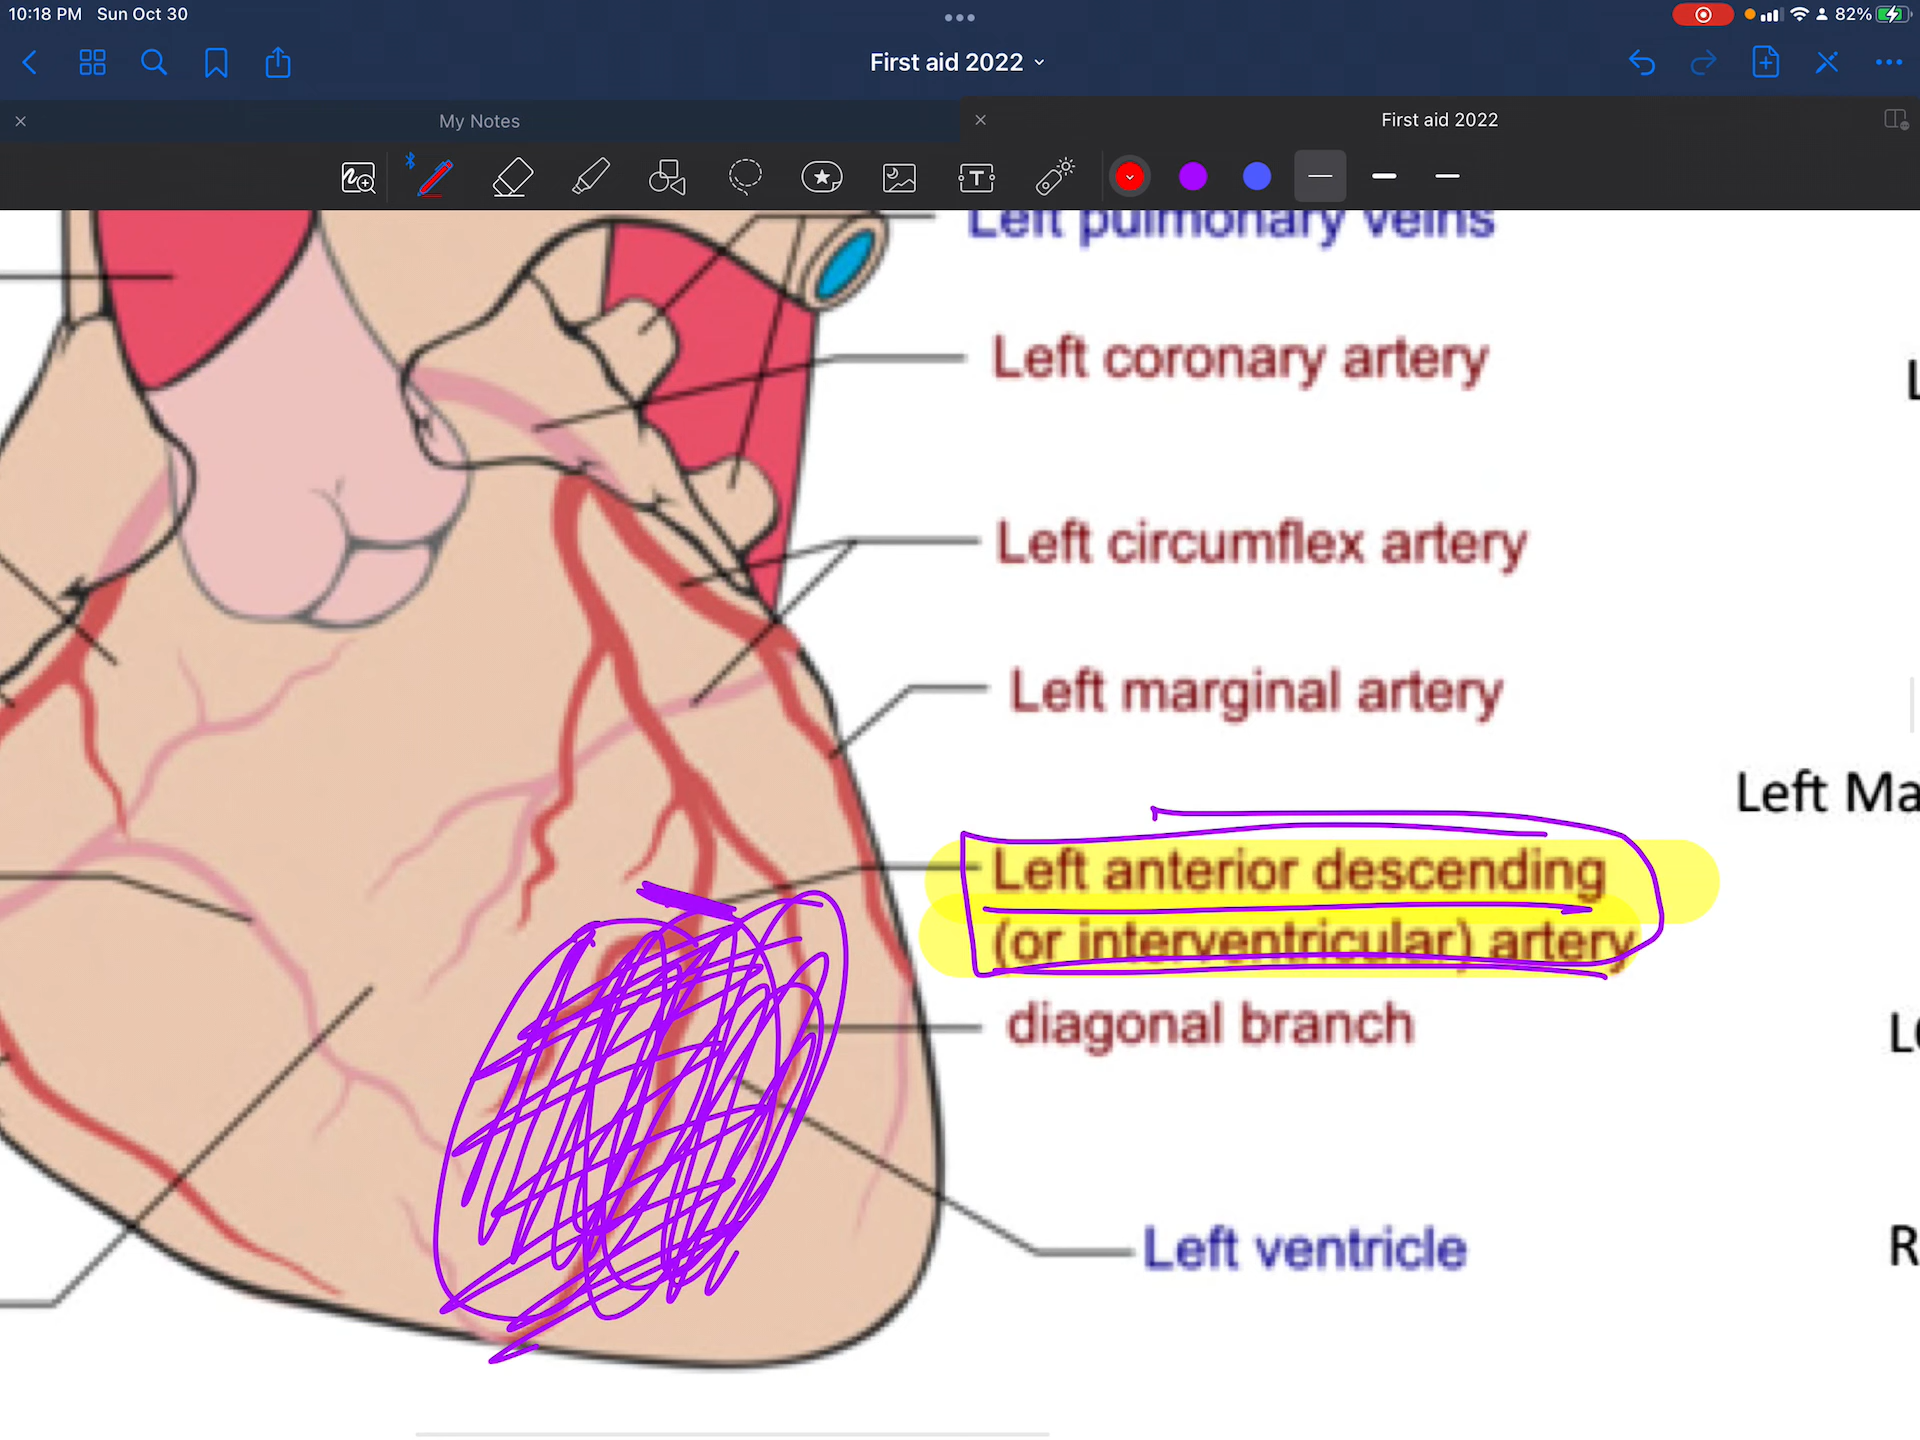 10:18 PM Sun Oct 30
82%
First aid 2022
My Notes
First aid 2022
Left pulmonary veins
Left coronary artery
Left circumflex artery
Left marginal artery
Left Ma
Left anterior descending
(or interventricular) artery
diagonal branch
Left ventricle
R